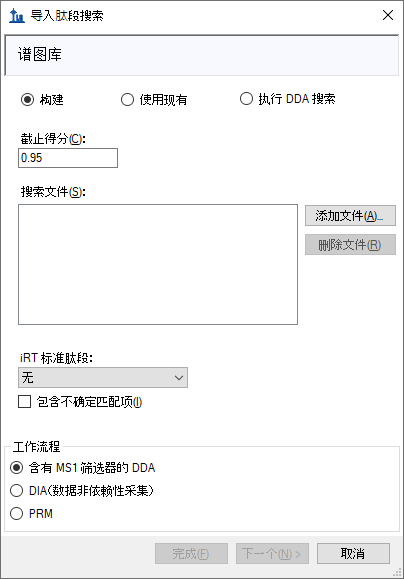 导入肽段搜索
谱图库
构建 使用现有 执行 DDA 搜索
截止得分(C):
0.95
搜索文件(S):
添加文件(A)...
删除文件(R)
iRT 标准肽段:
无
包含不确定匹配项(I)
工作流程
含有 MS1 筛选器的 DDA
DIA(数据非依赖性采集)
PRM
完成(F) 下一个(N) > 取消